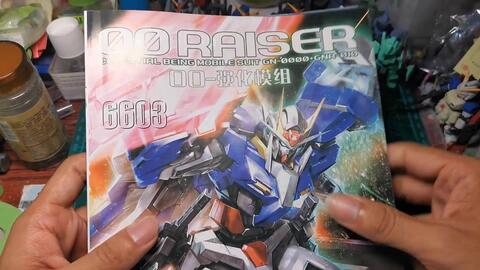 00 RAISER
CELESTIAL BEING MOBILE SUIT GN-0000+GNR-010
00-强化模组
6603